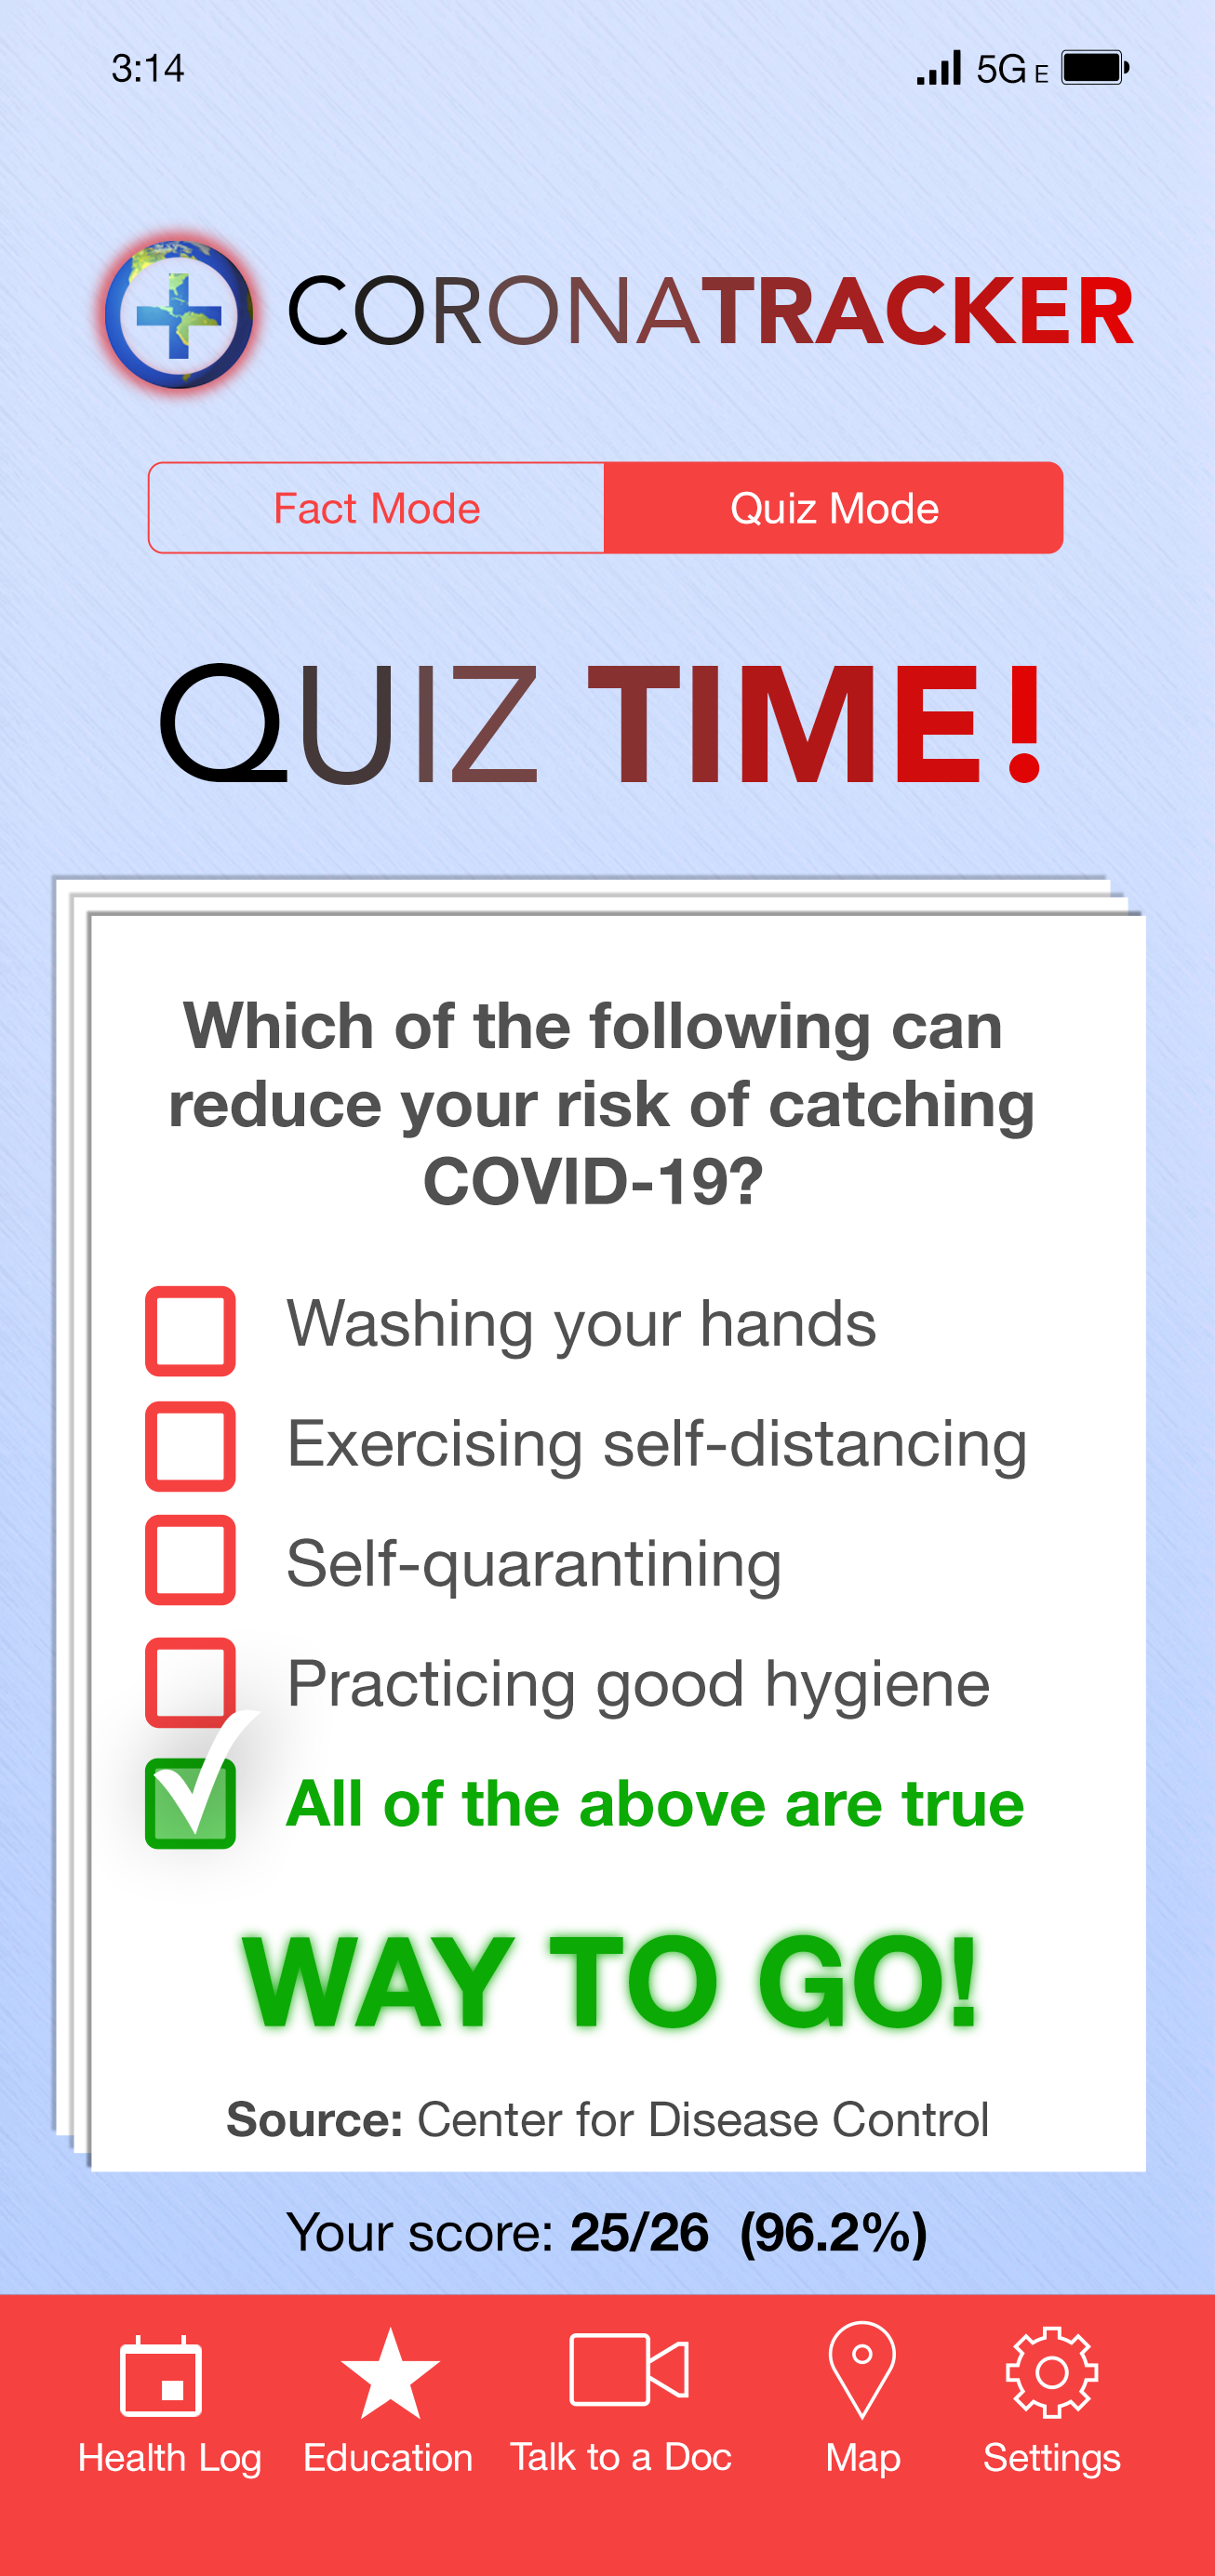 3:14
5G E
CORONATRACKER
Fact Mode
Quiz Mode
QUIZ TIME!
Which of the following can
reduce your risk of catching
COVID-19?
Washing your hands
Exercising self-distancing
Self-quarantining
Practicing good hygiene
All of the above are true
WAY TO GO!
Source: Center for Disease Control
Your score: 25/26 (96.2%)
Health Log
Education
Talk to a Doc
Map
Settings